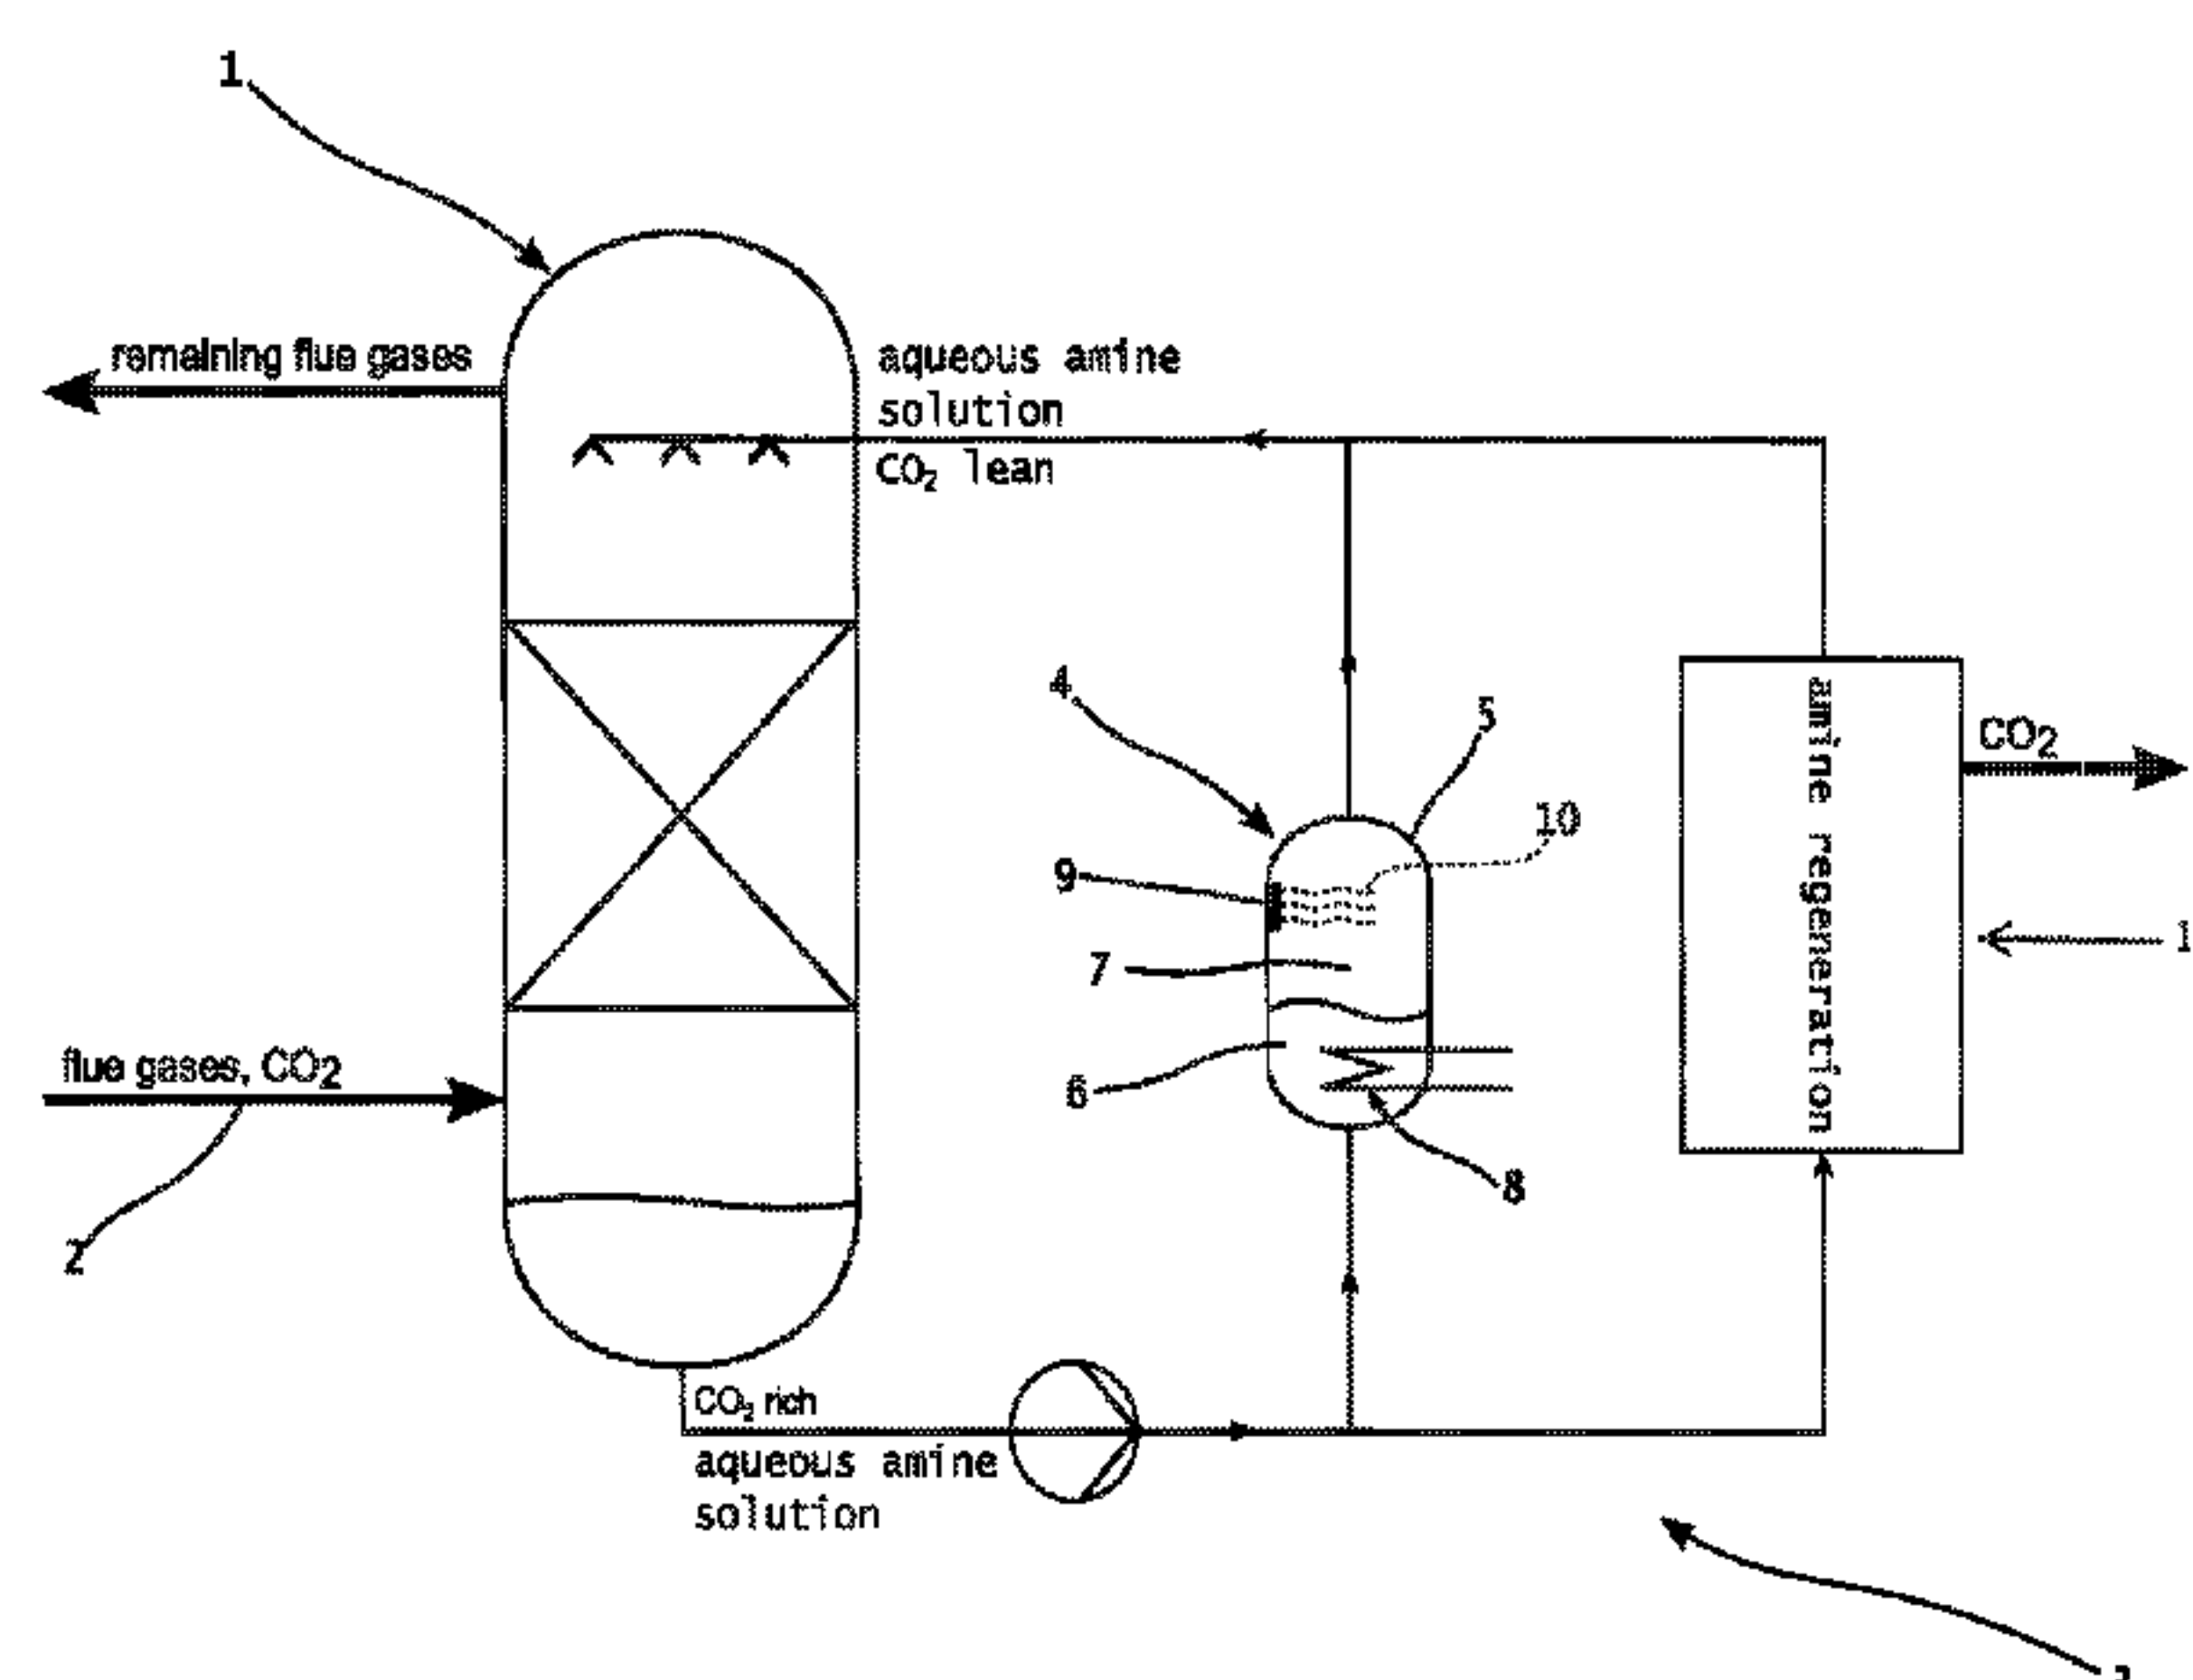 1
remaining flue gases
aqueous amine
solution
CO₂ lean
4
5
CO₂
10
9
amine regeneration
1
7
flue gases, CO₂
6
8
2
CO₂ rich
aqueous amine
solution